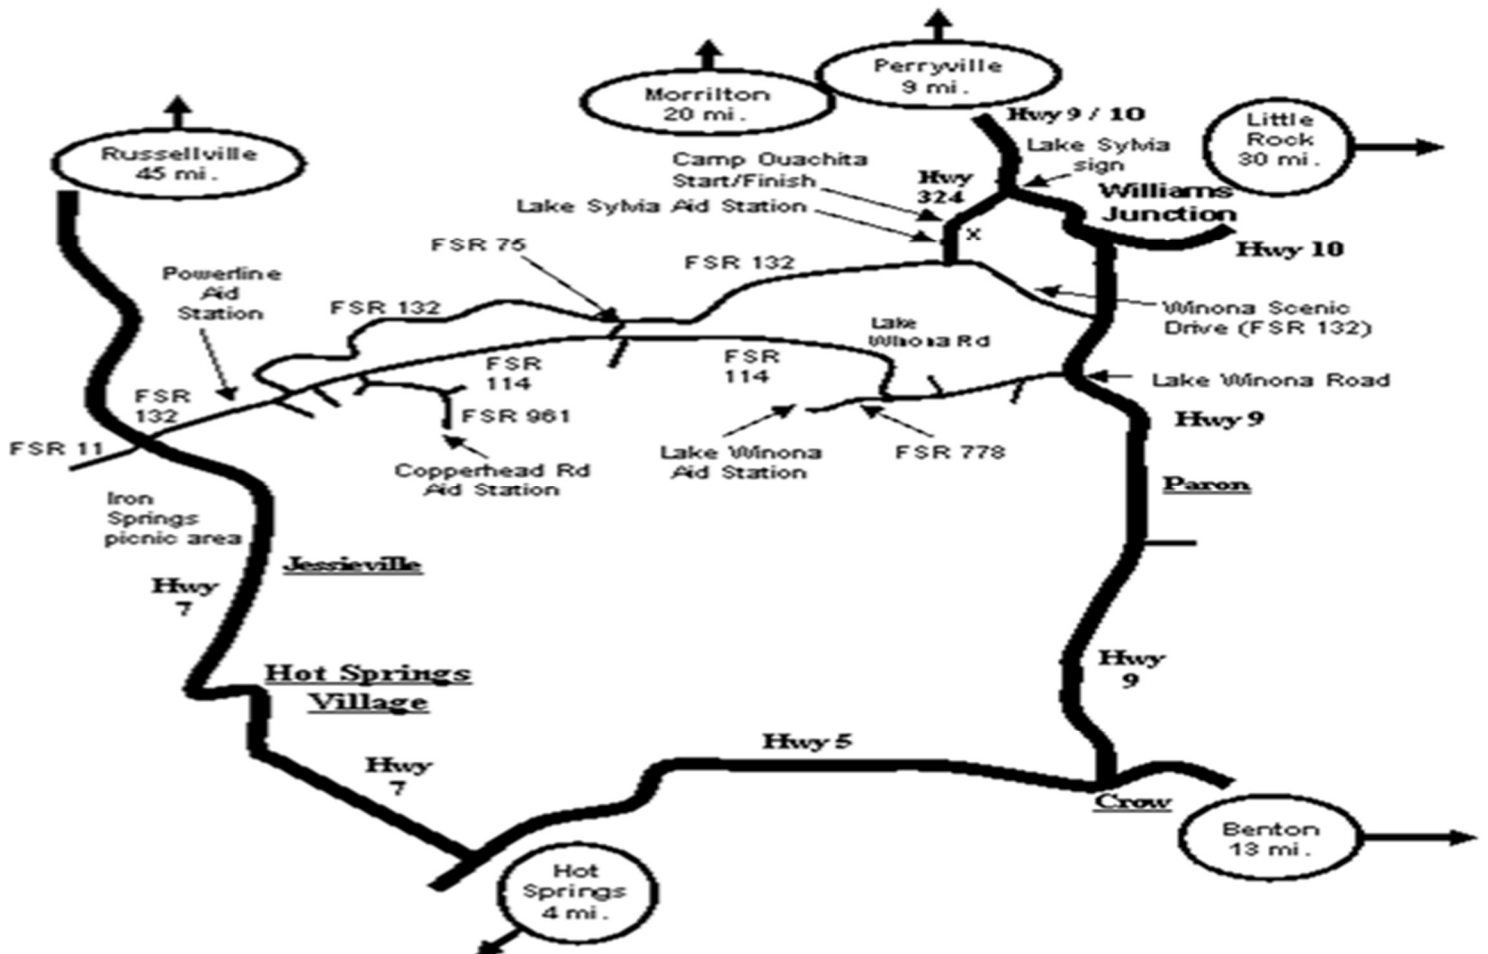 Perryville
9 mi.
Morrilton
20 mi.
Hwy 9 / 10
Little
Rock
30 mi.
Russellville
45 mi.
Lake Sylvia
sign
Camp Ouachita
Start/Finish
Hwy
324
Williams
Junction
Lake Sylvia Aid Station
x
Hwy 10
FSR 75
FSR 132
Powerline
Aid
Station
FSR 132
Winona Scenic
Drive (FSR 132)
Lake
Winona Rd
FSR
114
FSR
114
Lake Winona Road
FSR
132
FSR 961
Hwy 9
FSR 11
Lake Winona
Aid Station
FSR 778
Copperhead Rd
Aid Station
Paron
Iron
Springs
picnic area
Jessieville
Hwy
7
Hot Springs
Village
Hwy
9
Hwy 5
Hwy
7
Crow
Benton
13 mi.
Hot
Springs
4 mi.